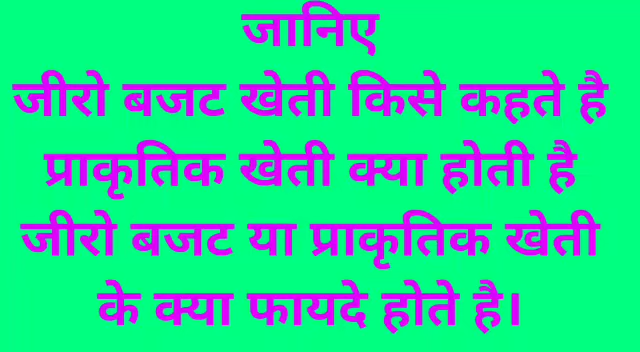 जानिए
जीरो बजट खेती किसे कहते है
प्राकृतिक खेती क्या होती है
जीरो बजट या प्राकृतिक खेती
के क्या फायदे होते है।